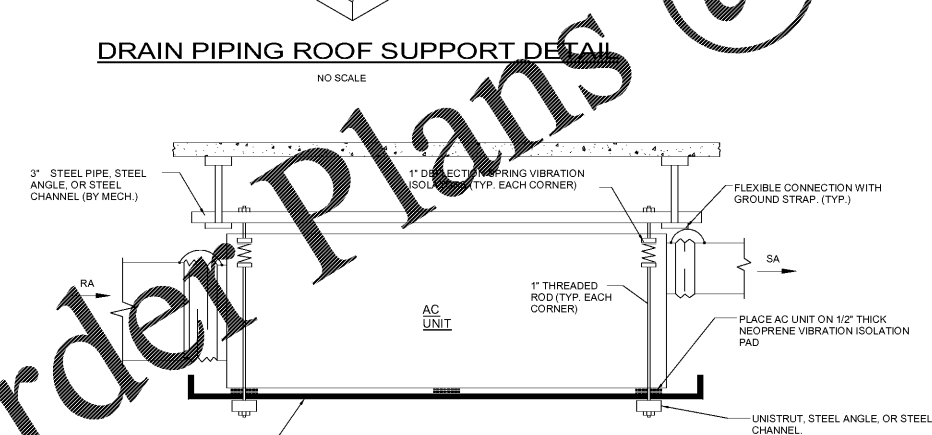 DRAIN PIPING ROOF SUPPORT DETAIL
NO SCALE
3" STEEL PIPE, STEEL
ANGLE, OR STEEL
CHANNEL (BY MECH.)
1" DEFLECTION SPRING VIBRATION
ISOLATORS (TYP. EACH CORNER)
FLEXIBLE CONNECTION WITH
GROUND STRAP. (TYP.)
RA
SA
1" THREADED
ROD (TYP. EACH
CORNER)
AC
UNIT
PLACE AC UNIT ON 1/2" THICK
NEOPRENE VIBRATION ISOLATION
PAD
UNISTRUT, STEEL ANGLE, OR STEEL
CHANNEL.
rder Plans ©